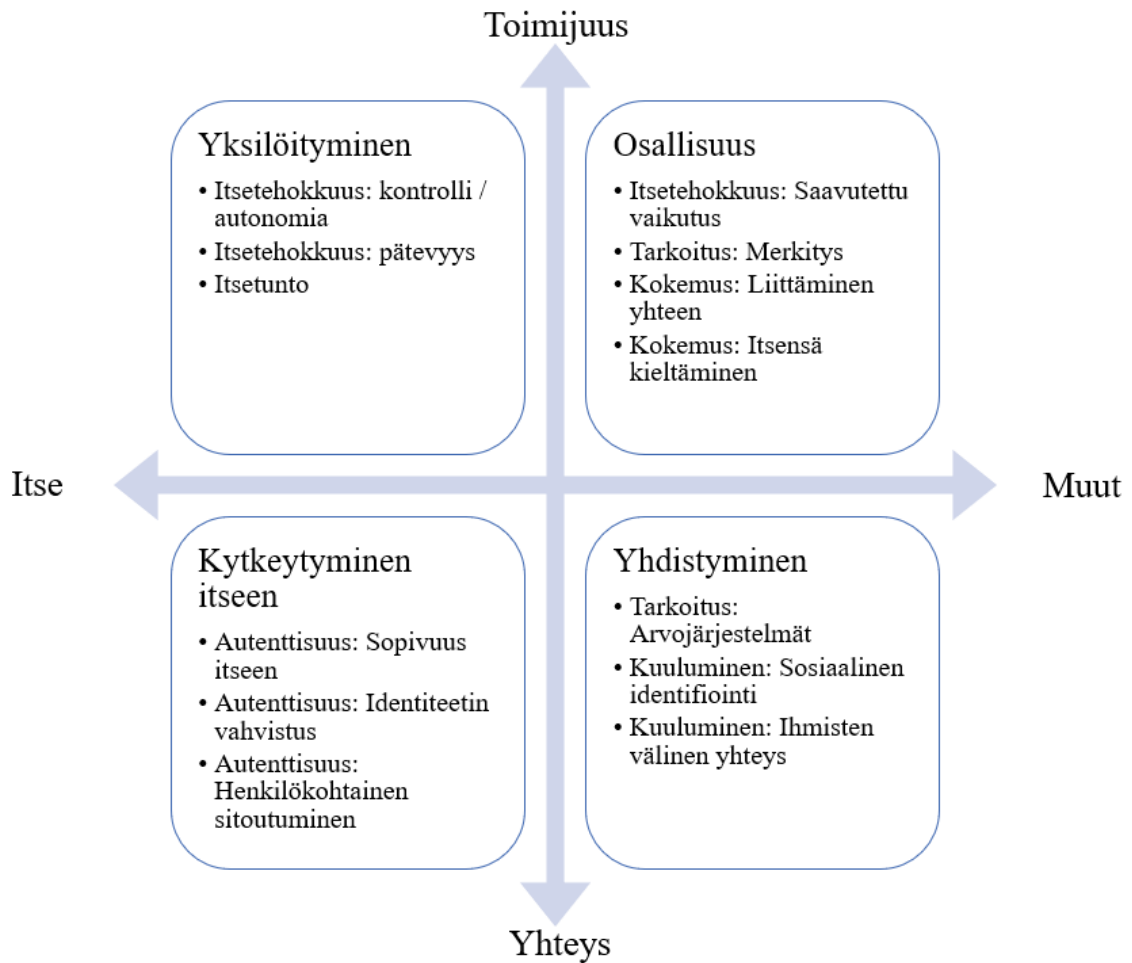 Toimijuus
Yksilöityminen
• Itsetehokkuus: kontrolli /
autonomia
• Itsetehokkuus: pätevyys
• Itsetunto
Osallisuus
• Itsetehokkuus: Saavutettu
vaikutus
• Tarkoitus: Merkitys
• Kokemus: Liittäminen
yhteen
• Kokemus: Itsensä
kieltäminen
Itse
Muut
Kytkeytyminen
itseen
• Autenttisuus: Sopivuus
itseen
• Autenttisuus: Identiteetin
vahvistus
• Autenttisuus:
Henkilökohtainen
sitoutuminen
Yhdistyminen
• Tarkoitus:
Arvojärjestelmät
• Kuuluminen: Sosiaalinen
identifiointi
• Kuuluminen: Ihmisten
välinen yhteys
Yhteys